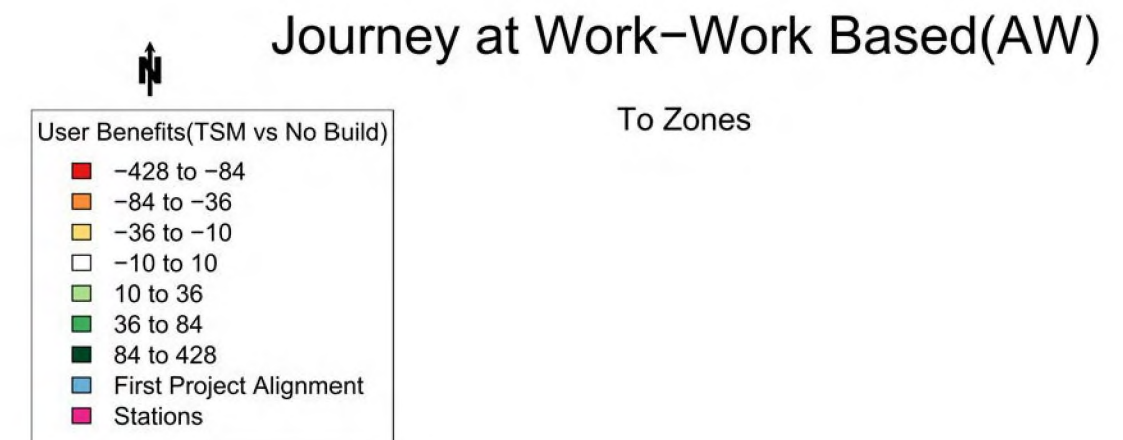 Journey at Work−Work Based(AW)
N
To Zones
User Benefits(TSM vs No Build)
−428 to −84
−84 to −36
−36 to −10
−10 to 10
10 to 36
36 to 84
84 to 428
First Project Alignment
Stations